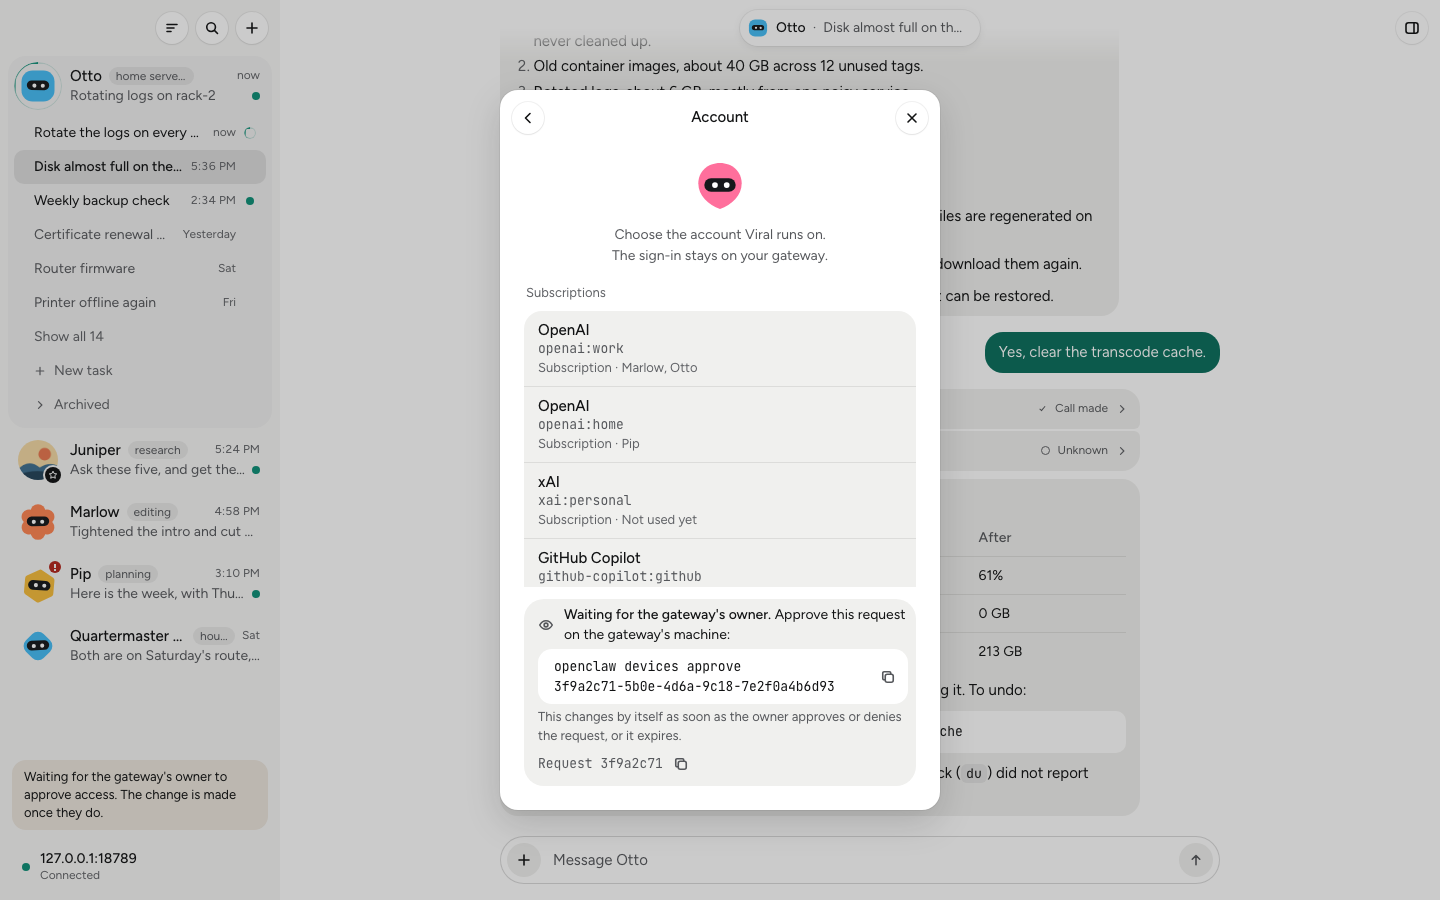 Otto
home serve...
now
Rotating logs on rack-2
Rotate the logs on every ...
now
Disk almost full on the...
5:36 PM
Weekly backup check
2:34 PM
Certificate renewal ...
Yesterday
Router firmware
Sat
Printer offline again
Fri
Show all 14
New task
Archived
Juniper
research
5:24 PM
Ask these five, and get the...
Marlow
editing
4:58 PM
Tightened the intro and cut ...
Pip
planning
3:10 PM
Here is the week, with Thu...
Quartermaster ...
hou...
Sat
Both are on Saturday's route,...
Waiting for the gateway's owner to
approve access. The change is made
once they do.
127.0.0.1:18789
Connected
Otto · Disk almost full on th...
never cleaned up.
2. Old container images, about 40 GB across 12 unused tags.
iles are regenerated on
download them again.
can be restored.
Yes, clear the transcode cache.
Call made
Unknown
After
61%
0 GB
213 GB
g it. To undo:
che
ck (du) did not report
Message Otto
Account
Choose the account Viral runs on.
The sign-in stays on your gateway.
Subscriptions
OpenAI
openai:work
Subscription · Marlow, Otto
OpenAI
openai:home
Subscription · Pip
xAI
xai:personal
Subscription · Not used yet
GitHub Copilot
github-copilot:github
Waiting for the gateway's owner. Approve this request
on the gateway's machine:
openclaw devices approve
3f9a2c71-5b0e-4d6a-9c18-7e2f0a4b6d93
This changes by itself as soon as the owner approves or denies
the request, or it expires.
Request 3f9a2c71